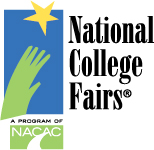 National
College
Fairs®
A PROGRAM OF
NACAC